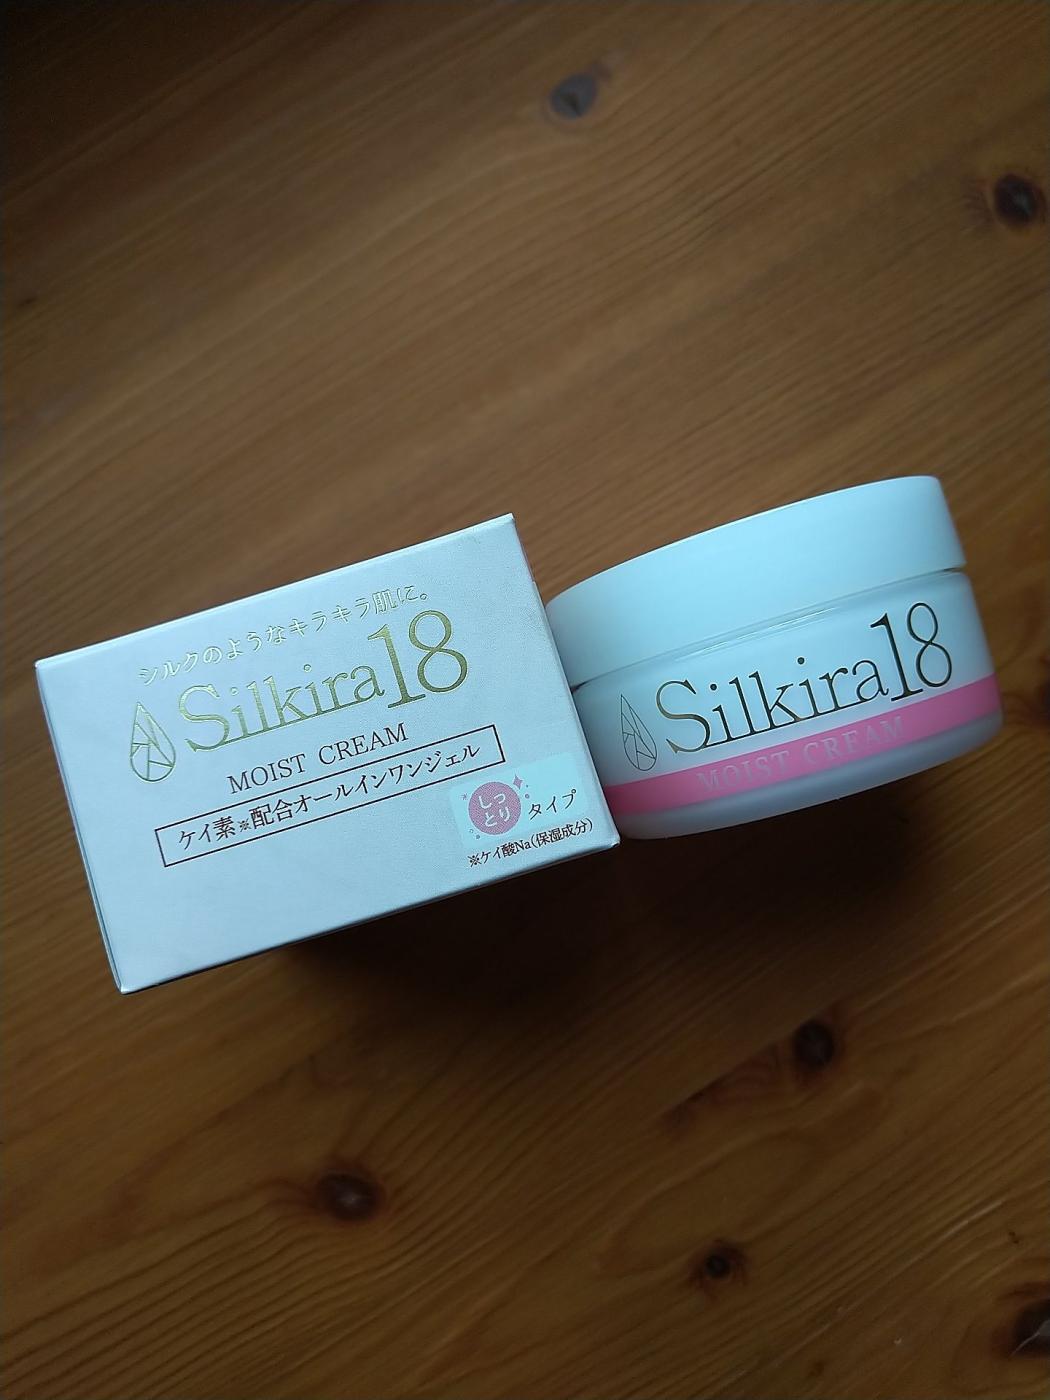 シルクのようなキラキラ肌に。
Silkira18
MOIST CREAM
ケイ素※配合オールインワンジェル
しっ
とり
タイプ
※ケイ酸Na(保湿成分)
Silkira18
MOIST CREAM